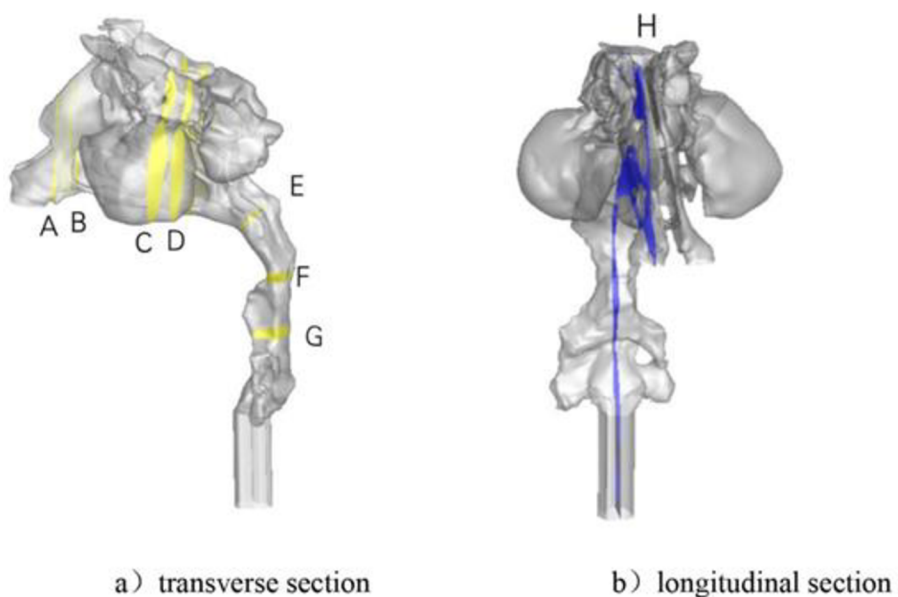 H
E
A B
C D
F
G
a）transverse section
b）longitudinal section